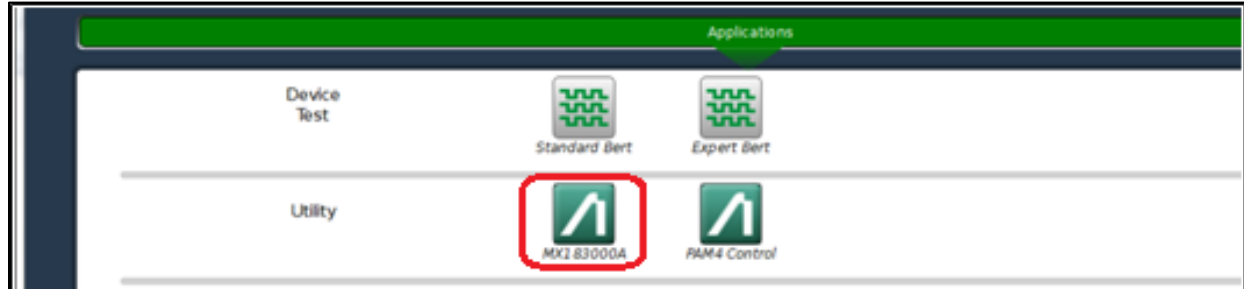 Applications
Device
Test
Standard Bert
Expert Bert
Utility
MX183000A
PAM4 Control